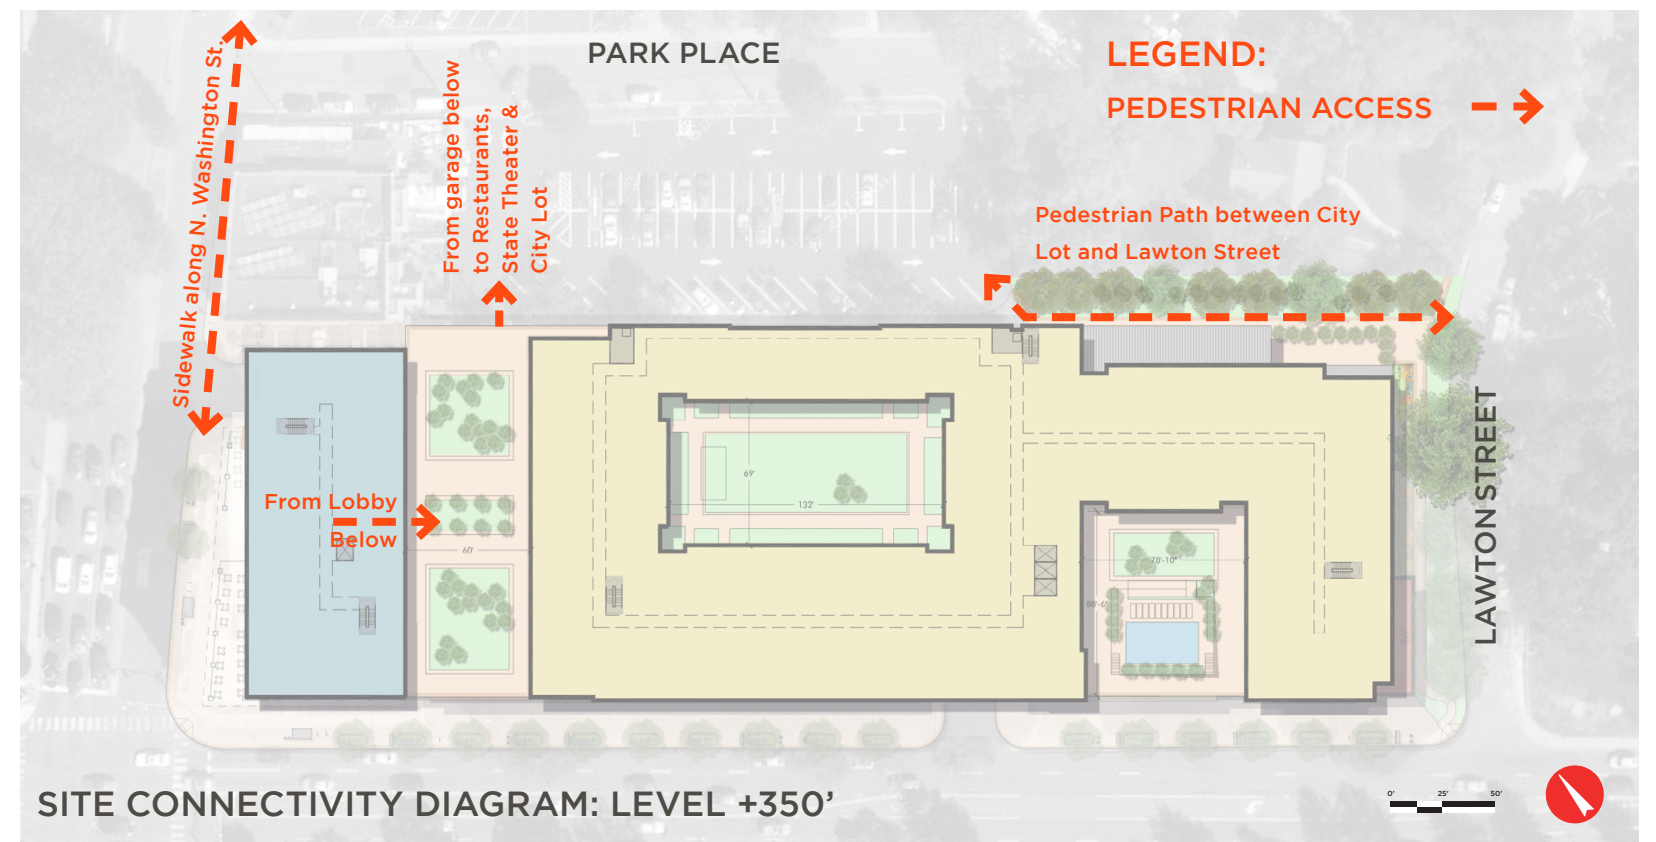 PARK PLACE
LEGEND:
PEDESTRIAN ACCESS
Sidewalk along N. Washington St.
From garage below
to Restaurants,
State Theater &
City Lot
Pedestrian Path between City
Lot and Lawton Street
From Lobby
Below
60'
69'
132'
78'-10"
88'-6"
LAWTON STREET
SITE CONNECTIVITY DIAGRAM: LEVEL +350’
0' 25' 50'